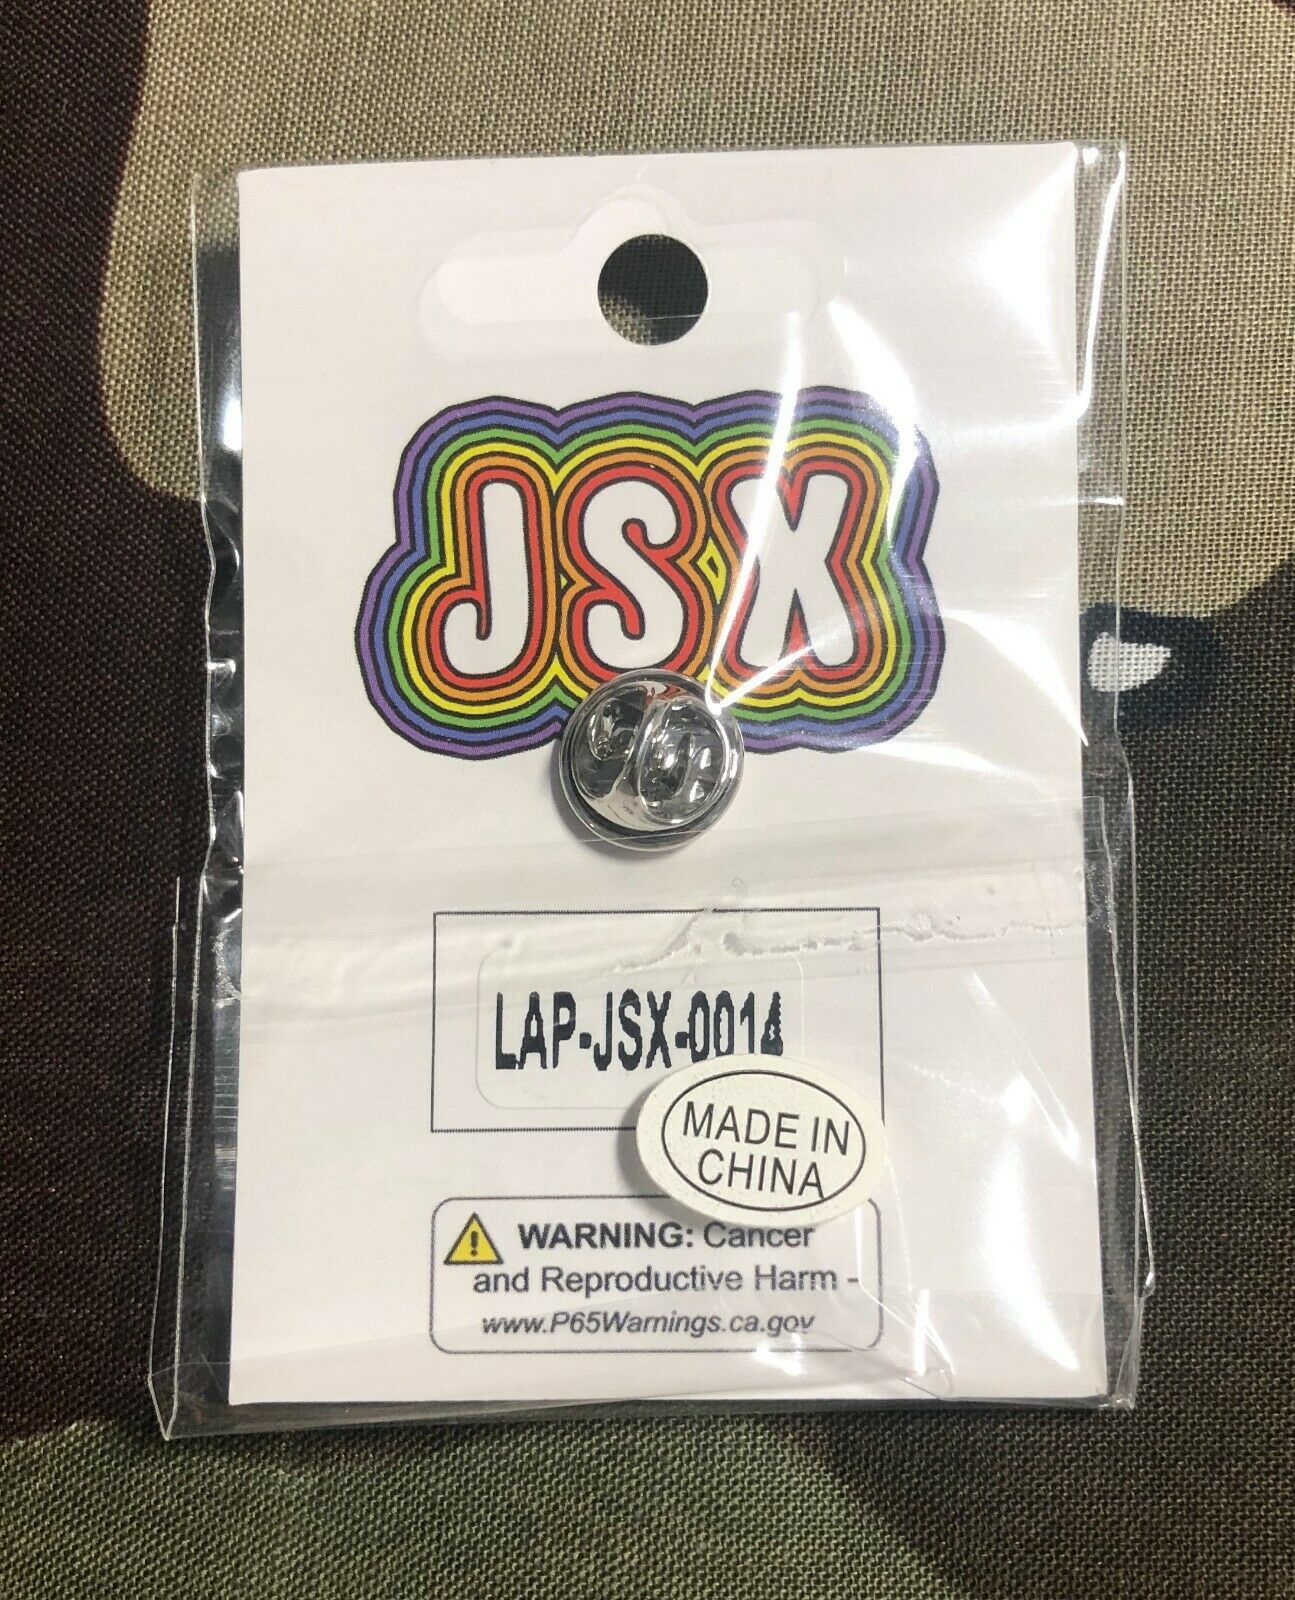 JSX
LAP-JSX-0014
MADE IN
CHINA
WARNING: Cancer
and Reproductive Harm -
www.P65Warnings.ca.gov